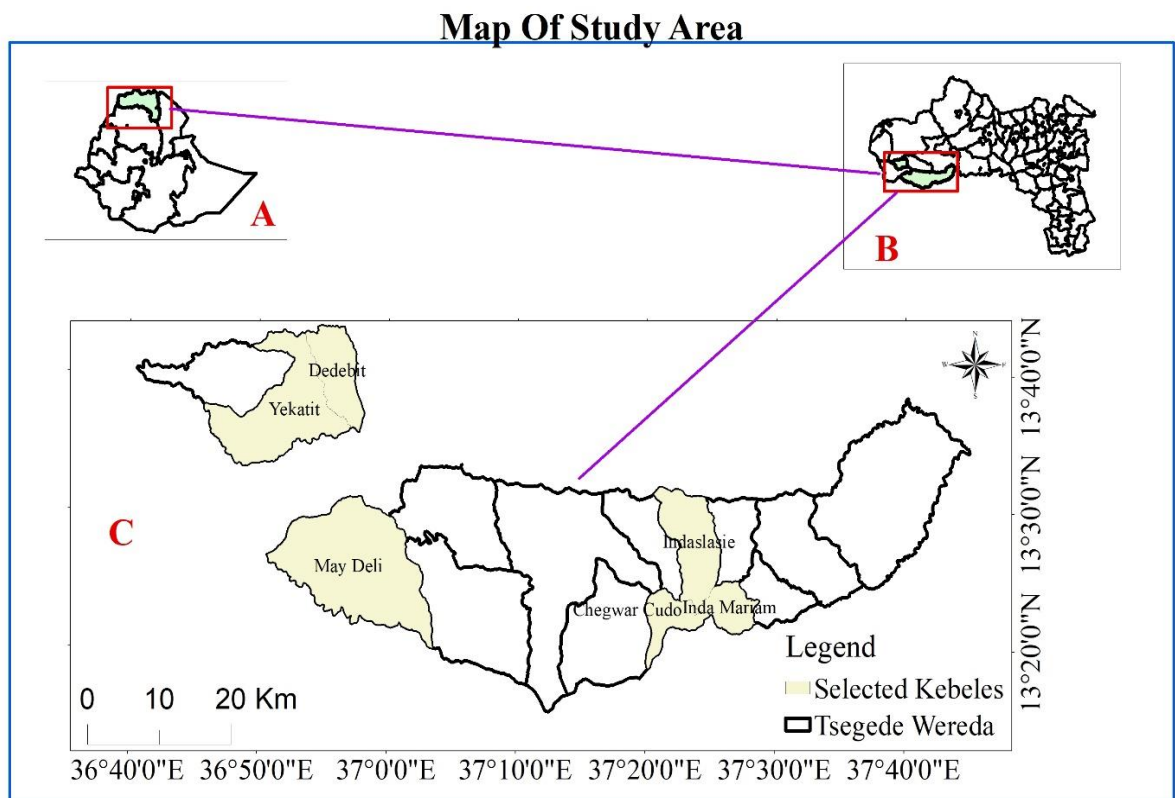 Map Of Study Area
A
B
N
W
E
S
Dedebit
Yekatit
13°40'0"N
C
May Deli
Indaslasie
13°30'0"N
Chegwar Cudo
Inda Mariam
13°20'0"N
Legend
Selected Kebeles
Tsegede Wereda
0 10 20 Km
36°40'0"E 36°50'0"E 37°0'0"E 37°10'0"E 37°20'0"E 37°30'0"E 37°40'0"E